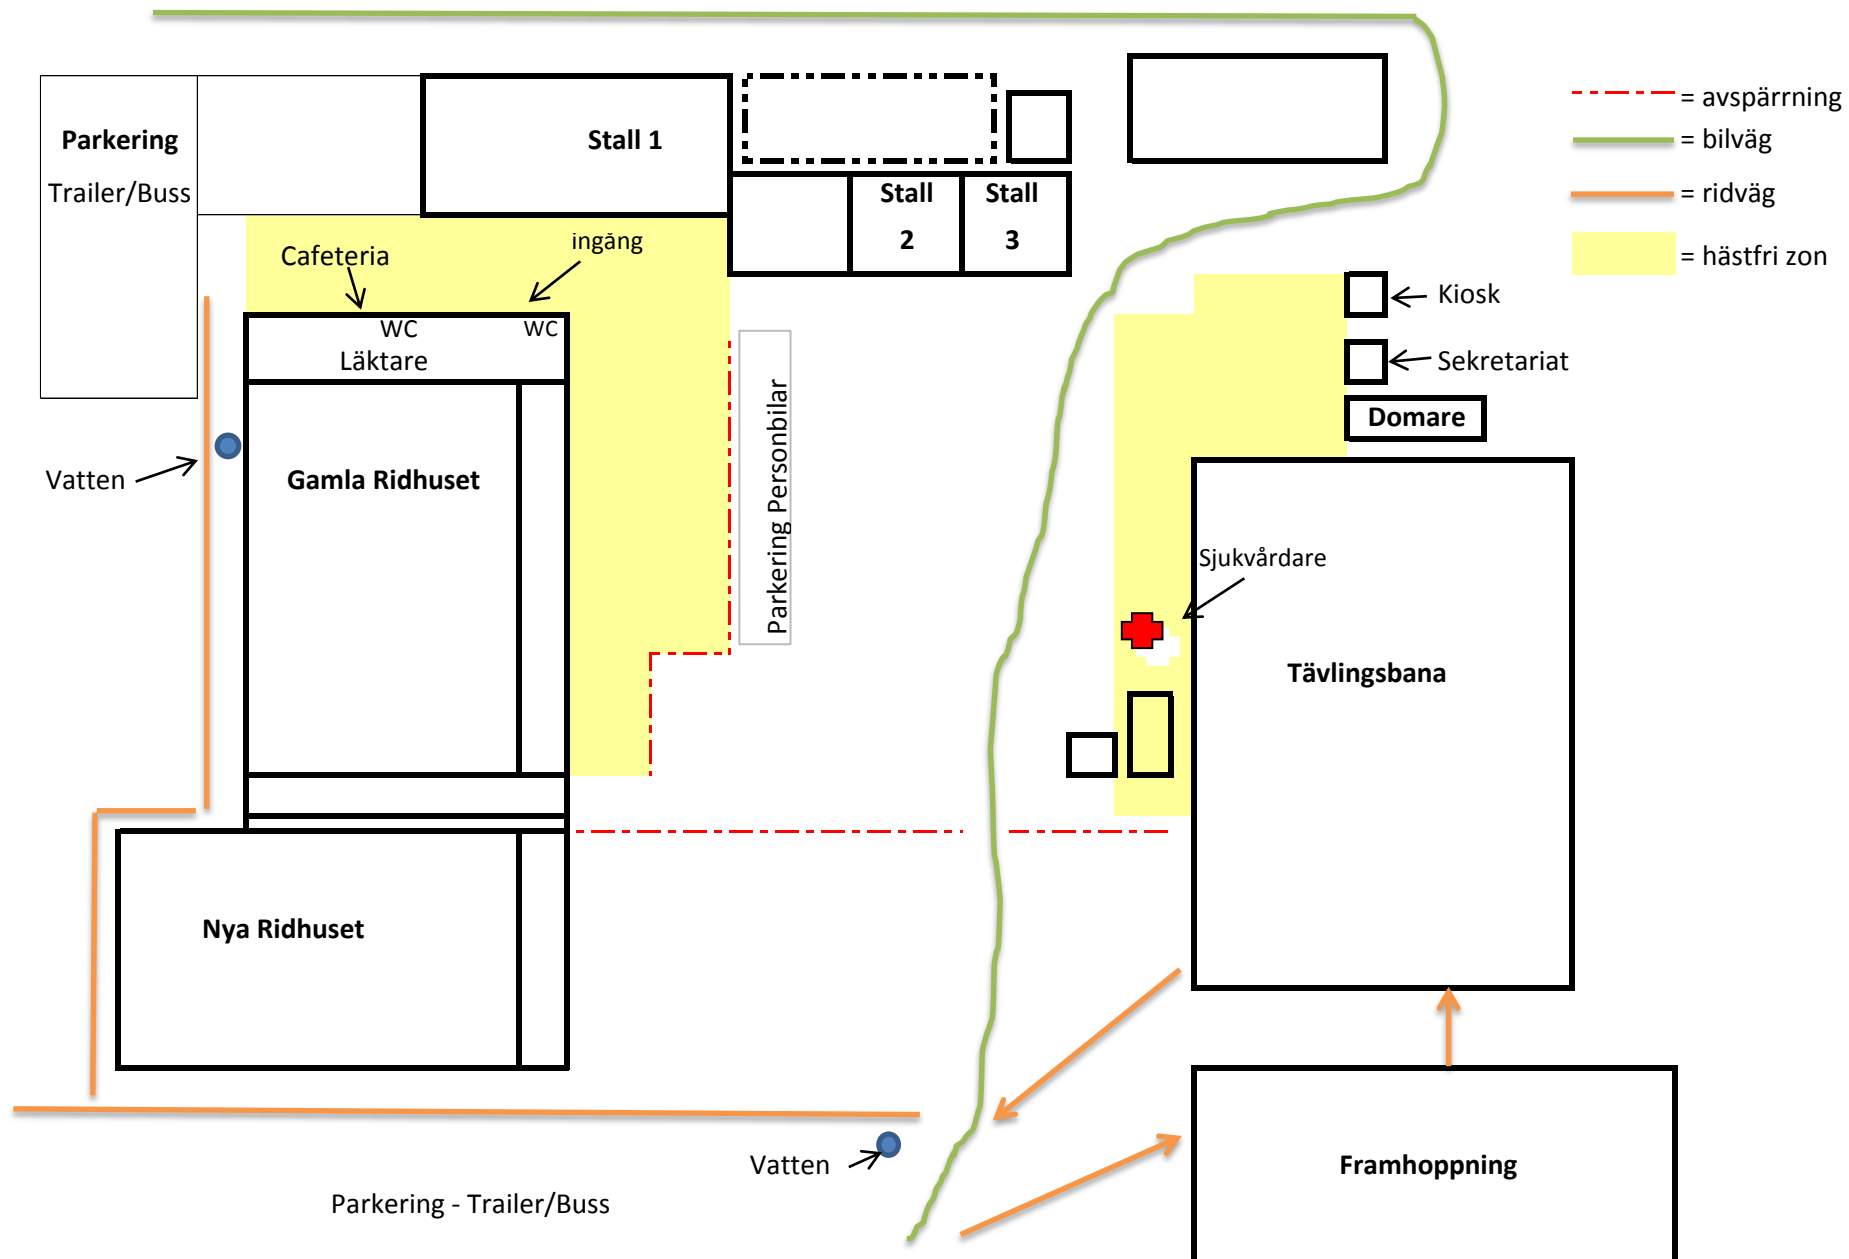 Parkering
Trailer/Buss
Stall 1
Stall
2
Stall
3
= avspärrning
= bilväg
= ridväg
= hästfri zon
Cafeteria
ingång
WC
WC
Läktare
Kiosk
Sekretariat
Domare
Vatten
Gamla Ridhuset
Parkering Personbilar
Sjukvårdare
Tävlingsbana
Nya Ridhuset
Vatten
Framhoppning
Parkering - Trailer/Buss